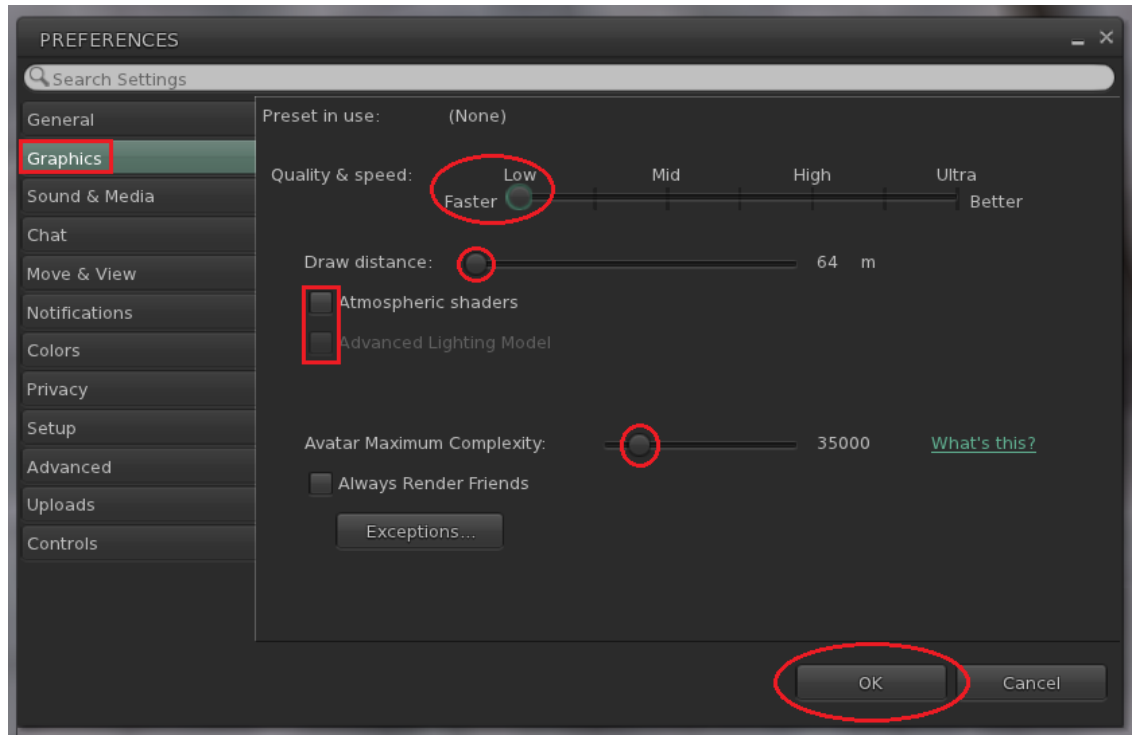 PREFERENCES
Search Settings
General
Graphics
Sound & Media
Chat
Move & View
Notifications
Colors
Privacy
Setup
Advanced
Uploads
Controls
Preset in use: (None)
Quality & speed: Low Mid High Ultra
Faster Better
Draw distance: 64 m
Atmospheric shaders
Advanced Lighting Model
Avatar Maximum Complexity: 35000 What's this?
Always Render Friends
Exceptions...
OK Cancel